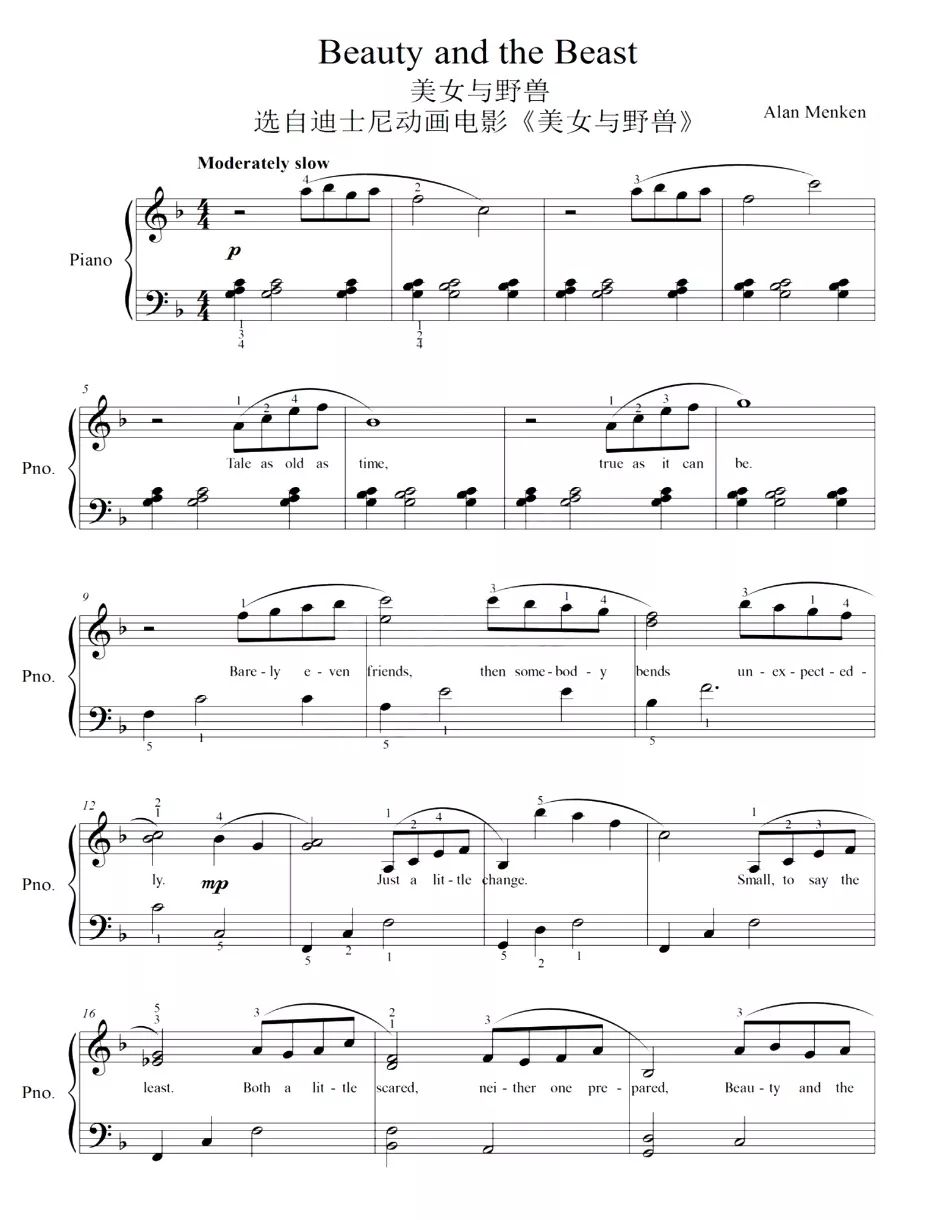 Beauty and the Beast
美女与野兽
选自迪士尼动画电影《美女与野兽》
Alan Menken
Moderately slow
4 2 3
Piano
p
1
3
4
1
2
4
5
1 2 4 1 2 3
Pno.
Tale as old as time, true as it can be.
9
1 3 1 4 3 1 4
Pno.
Bare - ly e - ven friends, then some - bod - y bends un - ex - pect - ed -
5 1 5 1 5 1
12
2
1
4 1 2 4 5 1 2 3
Pno.
ly. mp Just a lit - tle change. Small, to say the
1 5 5 2 1 5 2 1
16
5
3
3 2
1
3 3
Pno.
least. Both a lit - tle scared, nei - ther one pre - pared, Beau - ty and the